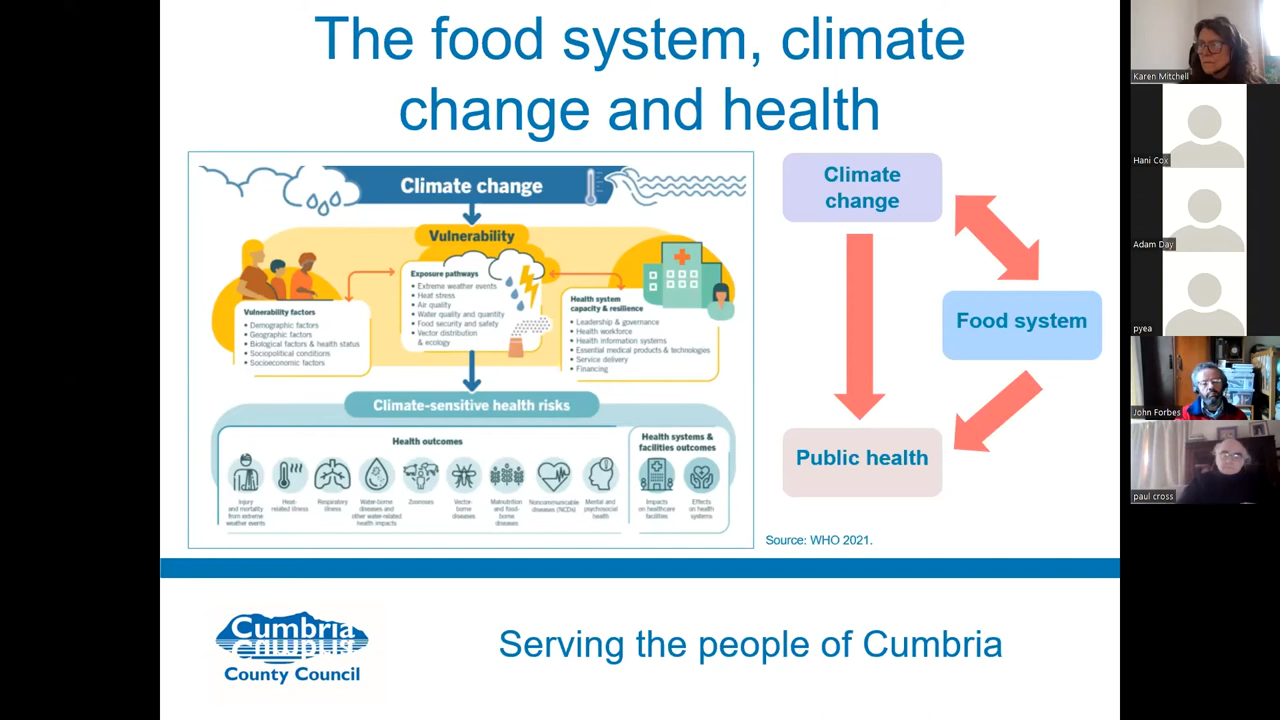 The food system, climate
change and health
Climate change
Vulnerability
Vulnerability factors
• Demographic factors
• Geographic factors
• Biological factors & health status
• Sociopolitical conditions
• Socioeconomic factors
Exposure pathways
• Extreme weather events
• Heat stress
• Air quality
• Water quality and quantity
• Food security and safety
• Vector distribution
& ecology
Health system
capacity & resilience
• Leadership & governance
• Health workforce
• Health information systems
• Essential medical products & technologies
• Service delivery
• Financing
Climate-sensitive health risks
Health outcomes
Injury
and mortality
from extreme
weather events
Heat-
related illness
Respiratory
illness
Water-borne
diseases and
other water-related
health impacts
Zoonoses
Vector-
borne
diseases
Malnutrition
and food-
borne
diseases
Noncommunicable
diseases (NCDs)
Mental and
psychosocial
health
Health systems &
facilities outcomes
Impacts
on healthcare
facilities
Effects
on health
systems
Climate
change
Food system
Public health
Source: WHO 2021.
Cumbria
County Council
Serving the people of Cumbria
Karen Mitchell
Hani Cox
Adam Day
pyea
John Forbes
paul cross